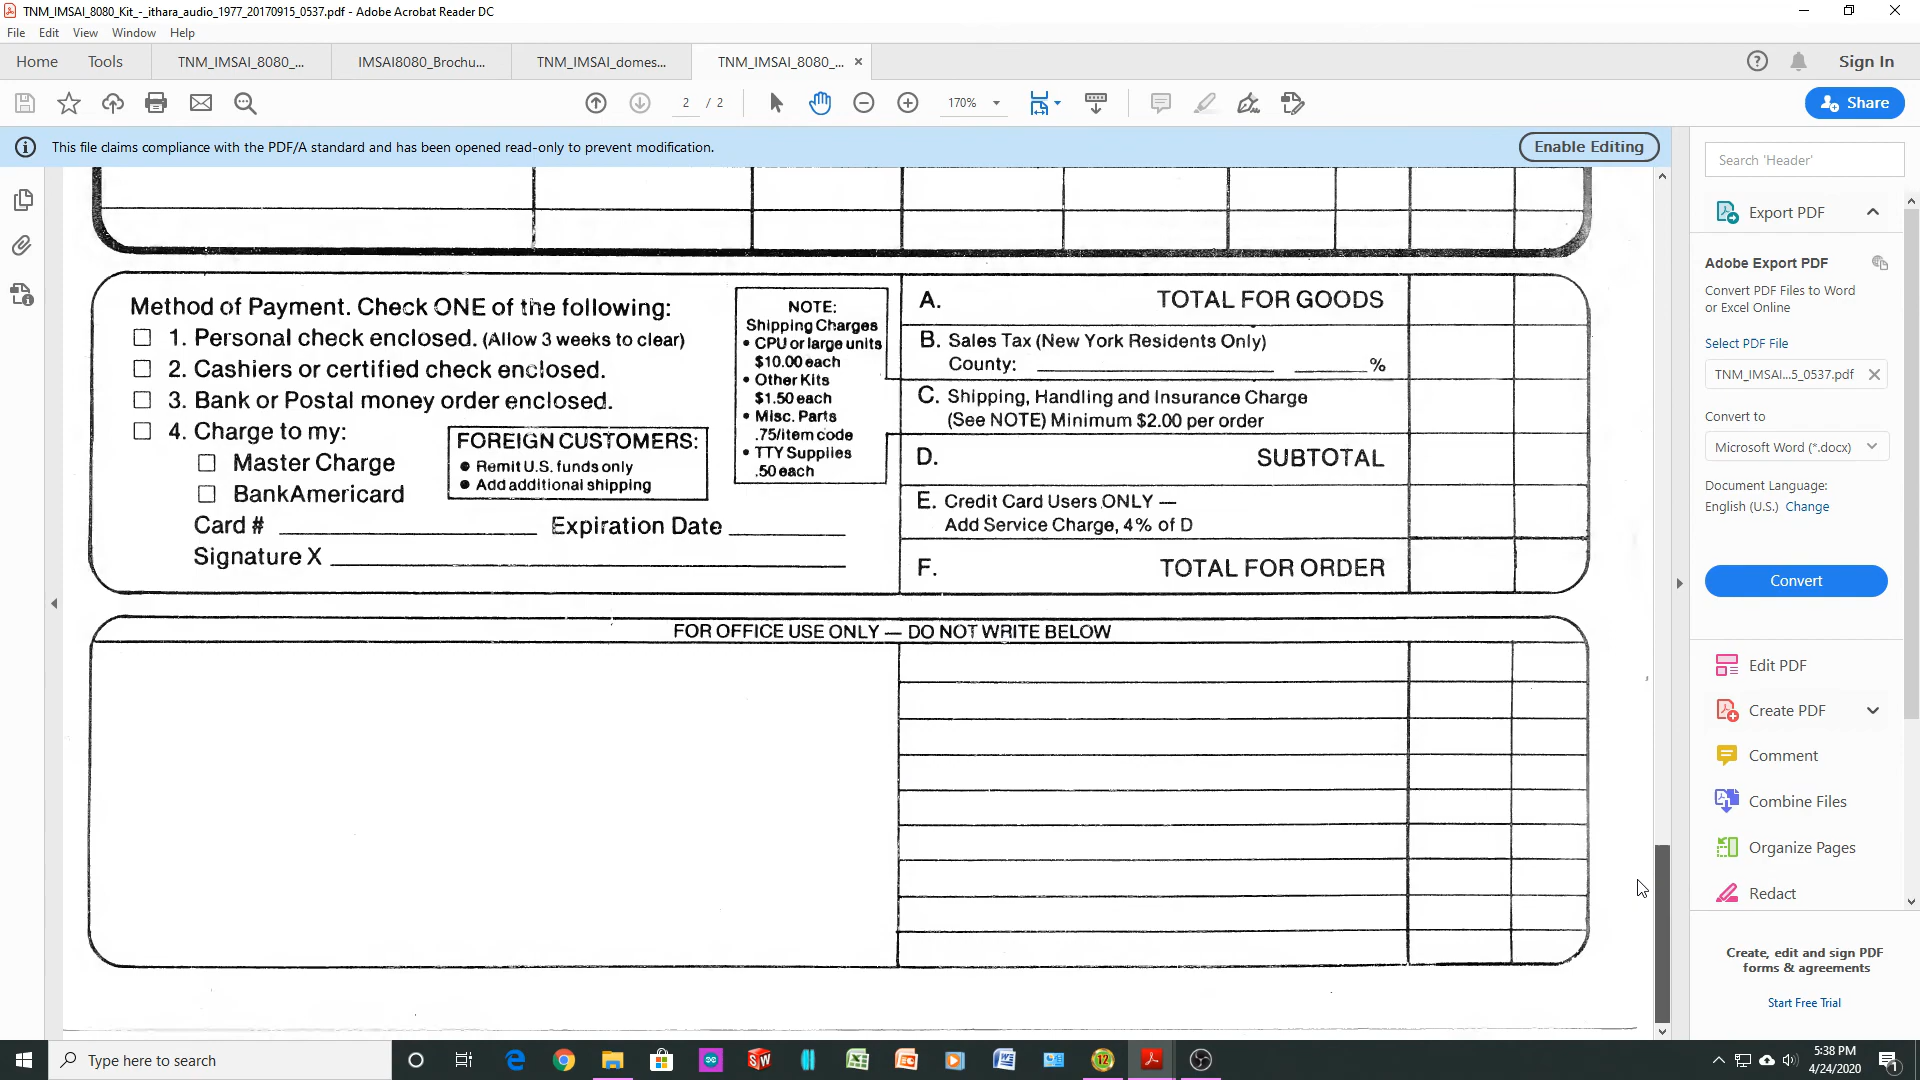 TNM_IMSAI_8080_Kit_-_ithara_audio_1977_20170915_0537.pdf - Adobe Acrobat Reader DC
File Edit View Window Help
Home Tools TNM_IMSAI_8080_... IMSAI8080_Brochu... TNM_IMSAI_domes... TNM_IMSAI_8080_... Sign In
2 / 2 170% Share
This file claims compliance with the PDF/A standard and has been opened read-only to prevent modification. Enable Editing
Method of Payment. Check ONE of the following:
1. Personal check enclosed. (Allow 3 weeks to clear)
2. Cashiers or certified check enclosed.
3. Bank or Postal money order enclosed.
4. Charge to my:
Master Charge
BankAmericard
Card # Expiration Date
Signature X
FOREIGN CUSTOMERS:
• Remit U.S. funds only
• Add additional shipping
NOTE:
Shipping Charges
• CPU or large units
$10.00 each
• Other Kits
$1.50 each
• Misc. Parts
.75/item code
• TTY Supplies
.50 each
A. TOTAL FOR GOODS
B. Sales Tax (New York Residents Only)
County: %
C. Shipping, Handling and Insurance Charge
(See NOTE) Minimum $2.00 per order
D. SUBTOTAL
E. Credit Card Users ONLY —
Add Service Charge, 4% of D
F. TOTAL FOR ORDER
FOR OFFICE USE ONLY — DO NOT WRITE BELOW
Search 'Header'
Export PDF
Adobe Export PDF
Convert PDF Files to Word
or Excel Online
Select PDF File
TNM_IMSAI...5_0537.pdf
Convert to
Microsoft Word (*.docx)
Document Language:
English (U.S.) Change
Convert
Edit PDF
Create PDF
Comment
Combine Files
Organize Pages
Redact
Create, edit and sign PDF
forms & agreements
Start Free Trial
Type here to search
12
5:38 PM
4/24/2020
1